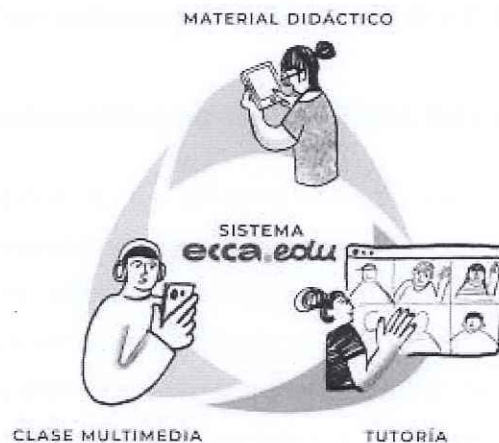 MATERIAL DIDÁCTICO
SISTEMA
ecca.edu
CLASE MULTIMEDIA
TUTORÍA